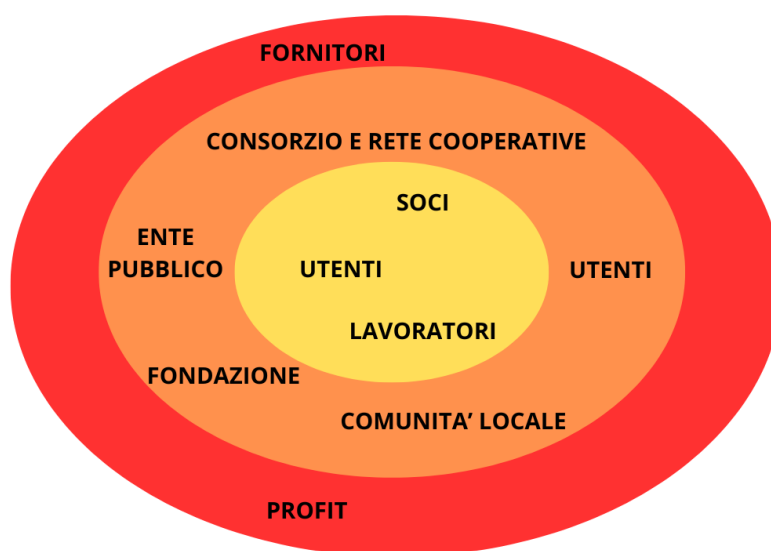 FORNITORI
CONSORZIO E RETE COOPERATIVE
SOCI
ENTE
PUBBLICO
UTENTI
UTENTI
LAVORATORI
FONDAZIONE
COMUNITA’ LOCALE
PROFIT